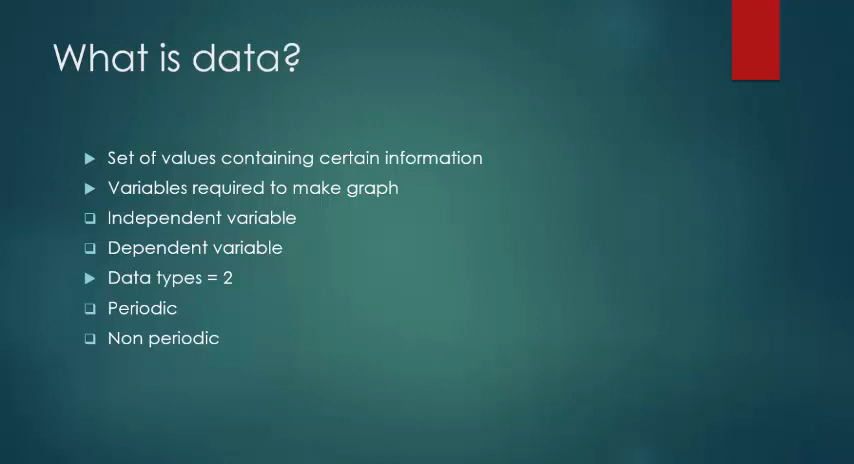 What is data?
Set of values containing certain information
Variables required to make graph
Independent variable
Dependent variable
Data types = 2
Periodic
Non periodic